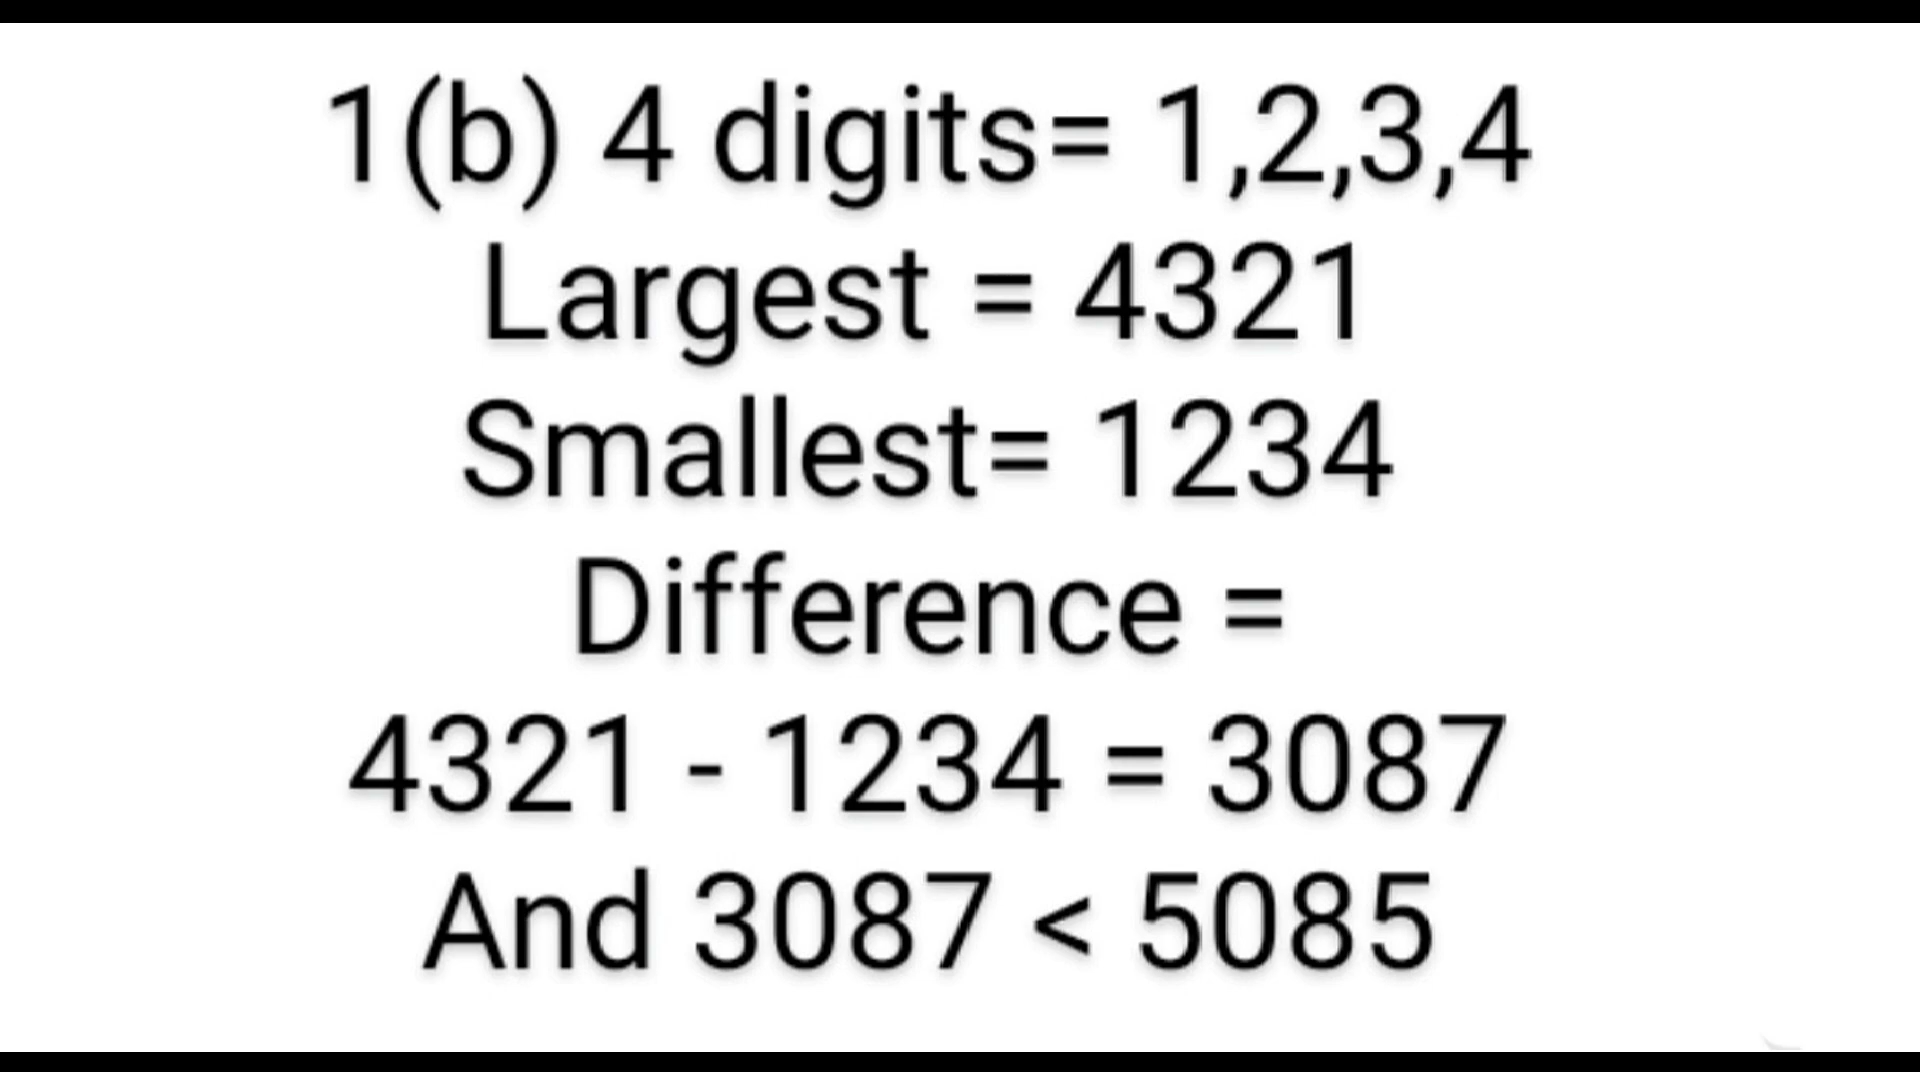 1(b) 4 digits= 1,2,3,4
Largest = 4321
Smallest= 1234
Difference =
4321 - 1234 = 3087
And 3087 < 5085